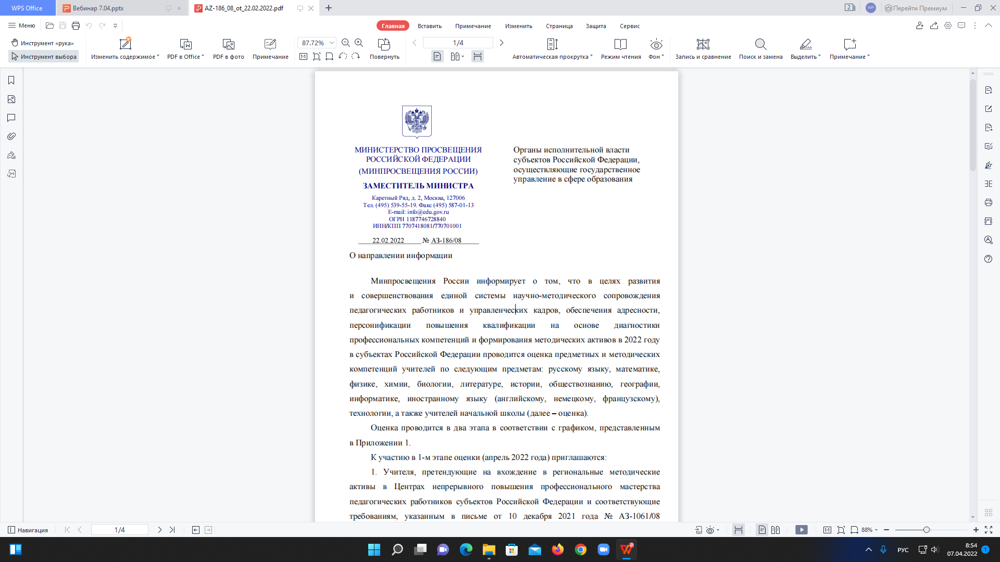 WPS Office
Вебинар 7.04.pptx
AZ-186_08_ot_22.02.2022.pdf
2
WP
Перейти Премиум
Меню
Главная
Вставить
Примечание
Изменить
Страница
Защита
Сервис
Инструмент «рука»
Инструмент выбора
Изменить содержимое
PDF в Office
PDF в фото
Примечание
87.72%
1:1
Повернуть
1/4
Автоматическая прокрутка
Режим чтения
Фон
Запись и сравнение
Поиск и замена
Выделить
Примечание
МИНИСТЕРСТВО ПРОСВЕЩЕНИЯ
РОССИЙСКОЙ ФЕДЕРАЦИИ
(МИНПРОСВЕЩЕНИЯ РОССИИ)
ЗАМЕСТИТЕЛЬ МИНИСТРА
Каретный Ряд, д. 2, Москва, 127006
Тел. (495) 539-55-19. Факс (495) 587-01-13
E-mail: info@edu.gov.ru
ОГРН 1187746728840
ИНН/КПП 7707418081/770701001
22.02.2022 № АЗ-186/08
Органы исполнительной власти
субъектов Российской Федерации,
осуществляющие государственное
управление в сфере образования
О направлении информации
Минпросвещения России информирует о том, что в целях развития
и совершенствования единой системы научно-методического сопровождения
педагогических работников и управленческих кадров, обеспечения адресности,
персонификации повышения квалификации на основе диагностики
профессиональных компетенций и формирования методических активов в 2022 году
в субъектах Российской Федерации проводится оценка предметных и методических
компетенций учителей по следующим предметам: русскому языку, математике,
физике, химии, биологии, литературе, истории, обществознанию, географии,
информатике, иностранному языку (английскому, немецкому, французскому),
технологии, а также учителей начальной школы (далее – оценка).
Оценка проводится в два этапа в соответствии с графиком, представленным
в Приложении 1.
К участию в 1-м этапе оценки (апрель 2022 года) приглашаются:
1. Учителя, претендующие на вхождение в региональные методические
активы в Центрах непрерывного повышения профессионального мастерства
педагогических работников субъектов Российской Федерации и соответствующие
требованиям, указанным в письме от 10 декабря 2021 года № АЗ-1061/08
Навигация
1/4
1:1
88%
РУС
8:54
07.04.2022
1